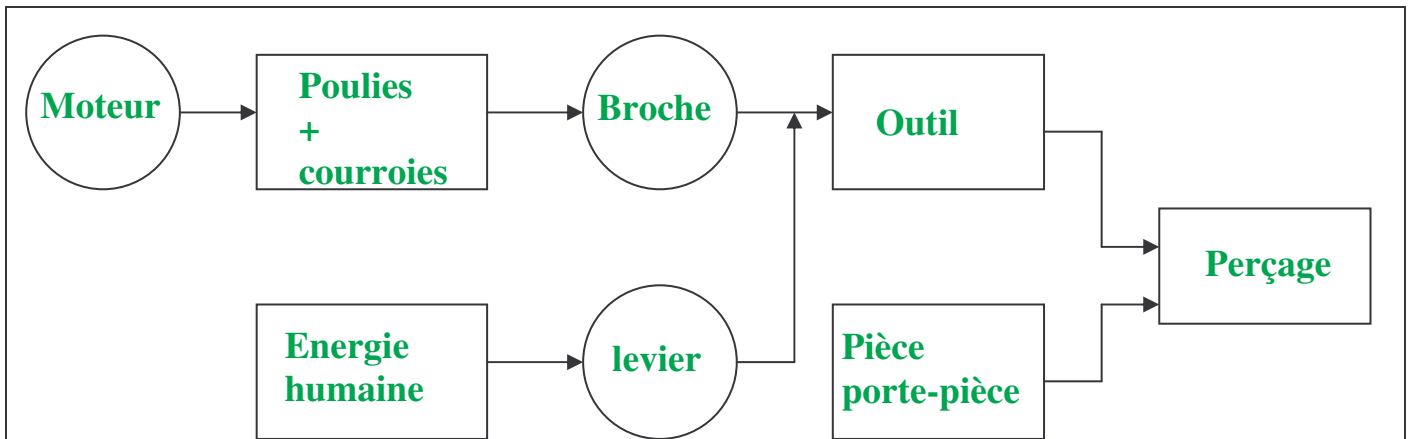 Moteur
Poulies
+
courroies
Broche
Outil
Perçage
Energie
humaine
levier
Pièce
porte-pièce